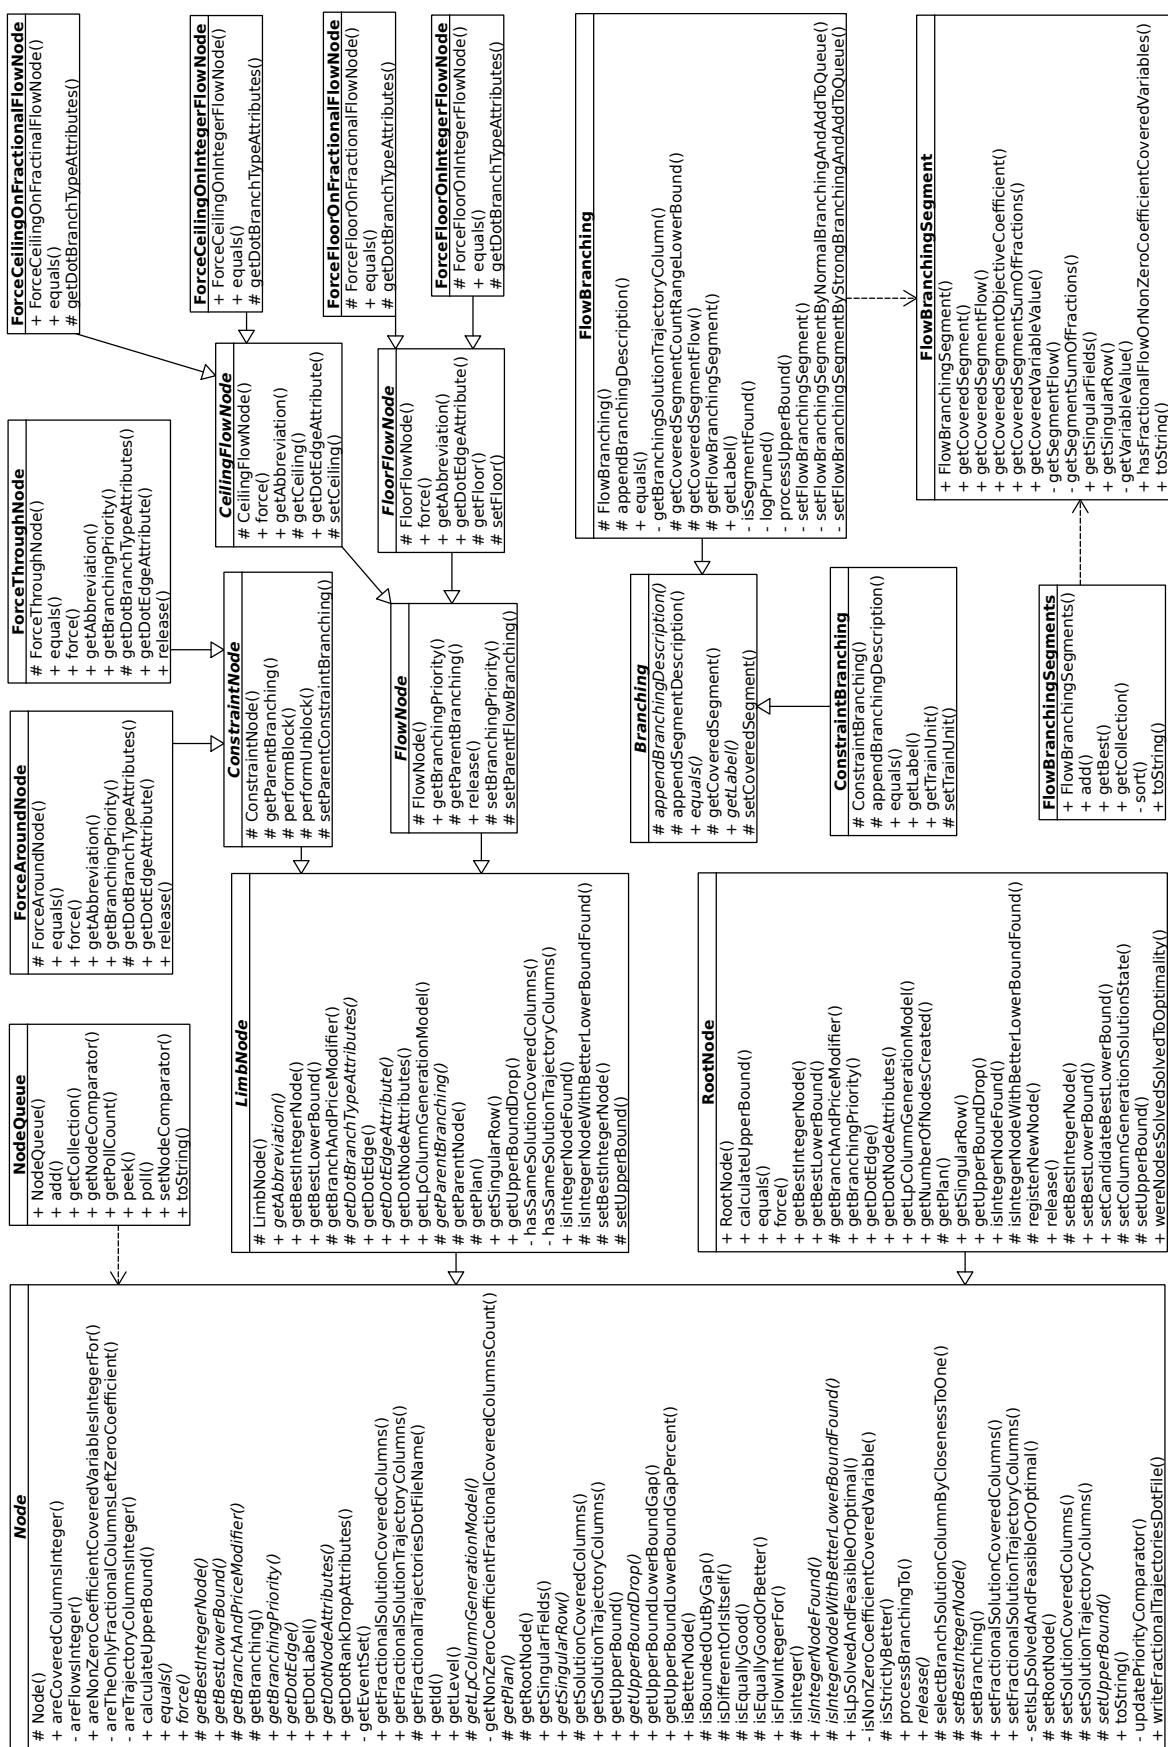 Node
# Node()
+ areCoveredColumnsInteger()
- areFlowsInteger()
+ areNonZeroCoefficientCoveredVariablesIntegerFor()
- areTheOnlyFractionalColumnsLeftZeroCoefficient()
- areTrajectoryColumnsInteger()
+ calculateUpperBound()
+ equals()
+ force()
# getBestIntegerNode()
+ getBestLowerBound()
# getBranchAndPriceModifier()
# getBranching()
+ getBranchingPriority()
+ getDotEdge()
+ getDotLabel()
+ getDotNodeAttributes()
+ getDotRankDropAttributes()
- getEventSet()
+ getFractionalSolutionCoveredColumns()
+ getFractionalSolutionTrajectoryColumns()
# getFractionalTrajectoriesDotFileName()
+ getId()
+ getLevel()
# getLpColumnGenerationModel()
- getNonZeroCoefficientFractionalCoveredColumnsCount()
# getPlan()
# getRootNode()
+ getSingularFields()
+ getSingularRow()
# getSolutionCoveredColumns()
+ getSolutionTrajectoryColumns()
+ getUpperBound()
+ getUpperBoundDrop()
+ getUpperBoundLowerBoundGap()
+ getUpperBoundLowerBoundGapPercent()
+ isBetterNode()
# isBoundedOutByGap()
# isDifferentOrIsItself()
# isEquallyGood()
# isEquallyGoodOrBetter()
+ isFlowIntegerFor()
# isInteger()
+ isIntegerNodeFound()
# isIntegerNodeWithBetterLowerBoundFound()
+ isLpSolvedAndFeasibleOrOptimal()
- isNonZeroCoefficientCoveredVariable()
# isStrictlyBetter()
+ processBranchingTo()
+ release()
# selectBranchSolutionColumnByClosenessToOne()
# setBestIntegerNode()
# setBranching()
+ setFractionalSolutionCoveredColumns()
+ setFractionalSolutionTrajectoryColumns()
- setIsLpSolvedAndFeasibleOrOptimal()
# setRootNode()
# setSolutionCoveredColumns()
# setSolutionTrajectoryColumns()
# setUpperBound()
+ toString()
- updatePriorityComparator()
+ writeFractionalTrajectoriesDotFile()
NodeQueue
+ NodeQueue()
+ add()
+ getCollection()
+ getNodeComparator()
+ getPollCount()
+ peek()
+ poll()
+ setNodeComparator()
+ toString()
ForceAroundNode
# ForceAroundNode()
+ equals()
+ force()
+ getAbbreviation()
+ getBranchingPriority()
# getDotBranchTypeAttributes()
+ getDotEdgeAttribute()
+ release()
ForceThroughNode
# ForceThroughNode()
+ equals()
+ force()
+ getAbbreviation()
+ getBranchingPriority()
# getDotBranchTypeAttributes()
+ getDotEdgeAttribute()
+ release()
ForceCeilingOnFractionalFlowNode
+ ForceCeilingOnFractinalFlowNode()
+ equals()
# getDotBranchTypeAttributes()
ForceCeilingOnIntegerFlowNode
+ ForceCeilingOnIntegerFlowNode()
+ equals()
# getDotBranchTypeAttributes()
ForceFloorOnFractionalFlowNode
# ForceFloorOnFractionalFlowNode()
+ equals()
# getDotBranchTypeAttributes()
ForceFloorOnIntegerFlowNode
# ForceFloorOnIntegerFlowNode()
+ equals()
# getDotBranchTypeAttributes()
CeilingFlowNode
# CeilingFlowNode()
+ force()
+ getAbbreviation()
# getCeiling()
+ getDotEdgeAttribute()
# setCeiling()
FloorFlowNode
# FloorFlowNode()
+ force()
+ getAbbreviation()
+ getDotEdgeAttribute()
# getFloor()
# setFloor()
ConstraintNode
# ConstraintNode()
# getParentBranching()
# performBlock()
# performUnblock()
# setParentConstraintBranching()
FlowNode
# FlowNode()
+ getBranchingPriority()
# getParentBranching()
+ release()
# setBranchingPriority()
# setParentFlowBranching()
LimbNode
# LimbNode()
+ getAbbreviation()
# getBestIntegerNode()
+ getBestLowerBound()
# getBranchAndPriceModifier()
# getDotBranchTypeAttributes()
+ getDotEdge()
+ getDotEdgeAttribute()
+ getDotNodeAttributes()
# getLpColumnGenerationModel()
# getParentBranching()
# getParentNode()
# getPlan()
+ getSingularRow()
+ getUpperBoundDrop()
- hasSameSolutionCoveredColumns()
- hasSameSolutionTrajectoryColumns()
+ isIntegerNodeFound()
# isIntegerNodeWithBetterLowerBoundFound()
# setBestIntegerNode()
# setUpperBound()
RootNode
+ RootNode()
+ calculateUpperBound()
+ equals()
+ force()
+ getBestIntegerNode()
+ getBestLowerBound()
# getBranchAndPriceModifier()
+ getBranchingPriority()
+ getDotEdge()
+ getDotNodeAttributes()
+ getLpColumnGenerationModel()
+ getNumberOfNodesCreated()
# getPlan()
+ getSingularRow()
+ getUpperBoundDrop()
+ isIntegerNodeFound()
# isIntegerNodeWithBetterLowerBoundFound()
# registerNewNode()
+ release()
# setBestIntegerNode()
+ setBestLowerBound()
+ setCandidateBestLowerBound()
# setColumnGenerationSolutionState()
# setUpperBound()
+ wereNodesSolvedToOptimality()
Branching
# appendBranchingDescription()
# appendSegmentDescription()
+ equals()
# getCoveredSegment()
+ getLabel()
# setCoveredSegment()
ConstraintBranching
# ConstraintBranching()
# appendBranchingDescription()
+ equals()
+ getLabel()
+ getTrainUnit()
# setTrainUnit()
FlowBranching
# FlowBranching()
# appendBranchingDescription()
+ equals()
- getBranchingSolutionTrajectoryColumn()
# getCoveredSegmentCountRangeLowerBound()
# getCoveredSegmentFlow()
# getFlowBranchingSegment()
+ getLabel()
- isSegmentFound()
- logPruned()
- processUpperBound()
- setFlowBranchingSegment()
- setFlowBranchingSegmentByNormalBranchingAndAddToQueue()
- setFlowBranchingSegmentByStrongBranchingAndAddToQueue()
FlowBranchingSegments
+ FlowBranchingSegments()
+ add()
+ getBest()
+ getCollection()
- sort()
+ toString()
FlowBranchingSegment
+ FlowBranchingSegment()
+ getCoveredSegment()
+ getCoveredSegmentFlow()
+ getCoveredSegmentObjectiveCoefficient()
+ getCoveredSegmentSumOfFractions()
+ getCoveredVariableValue()
- getSegmentFlow()
- getSegmentSumOfFractions()
+ getSingularFields()
+ getSingularRow()
- getVariableValue()
+ hasFractionalFlowOrNonZeroCoefficientCoveredVariables()
+ toString()